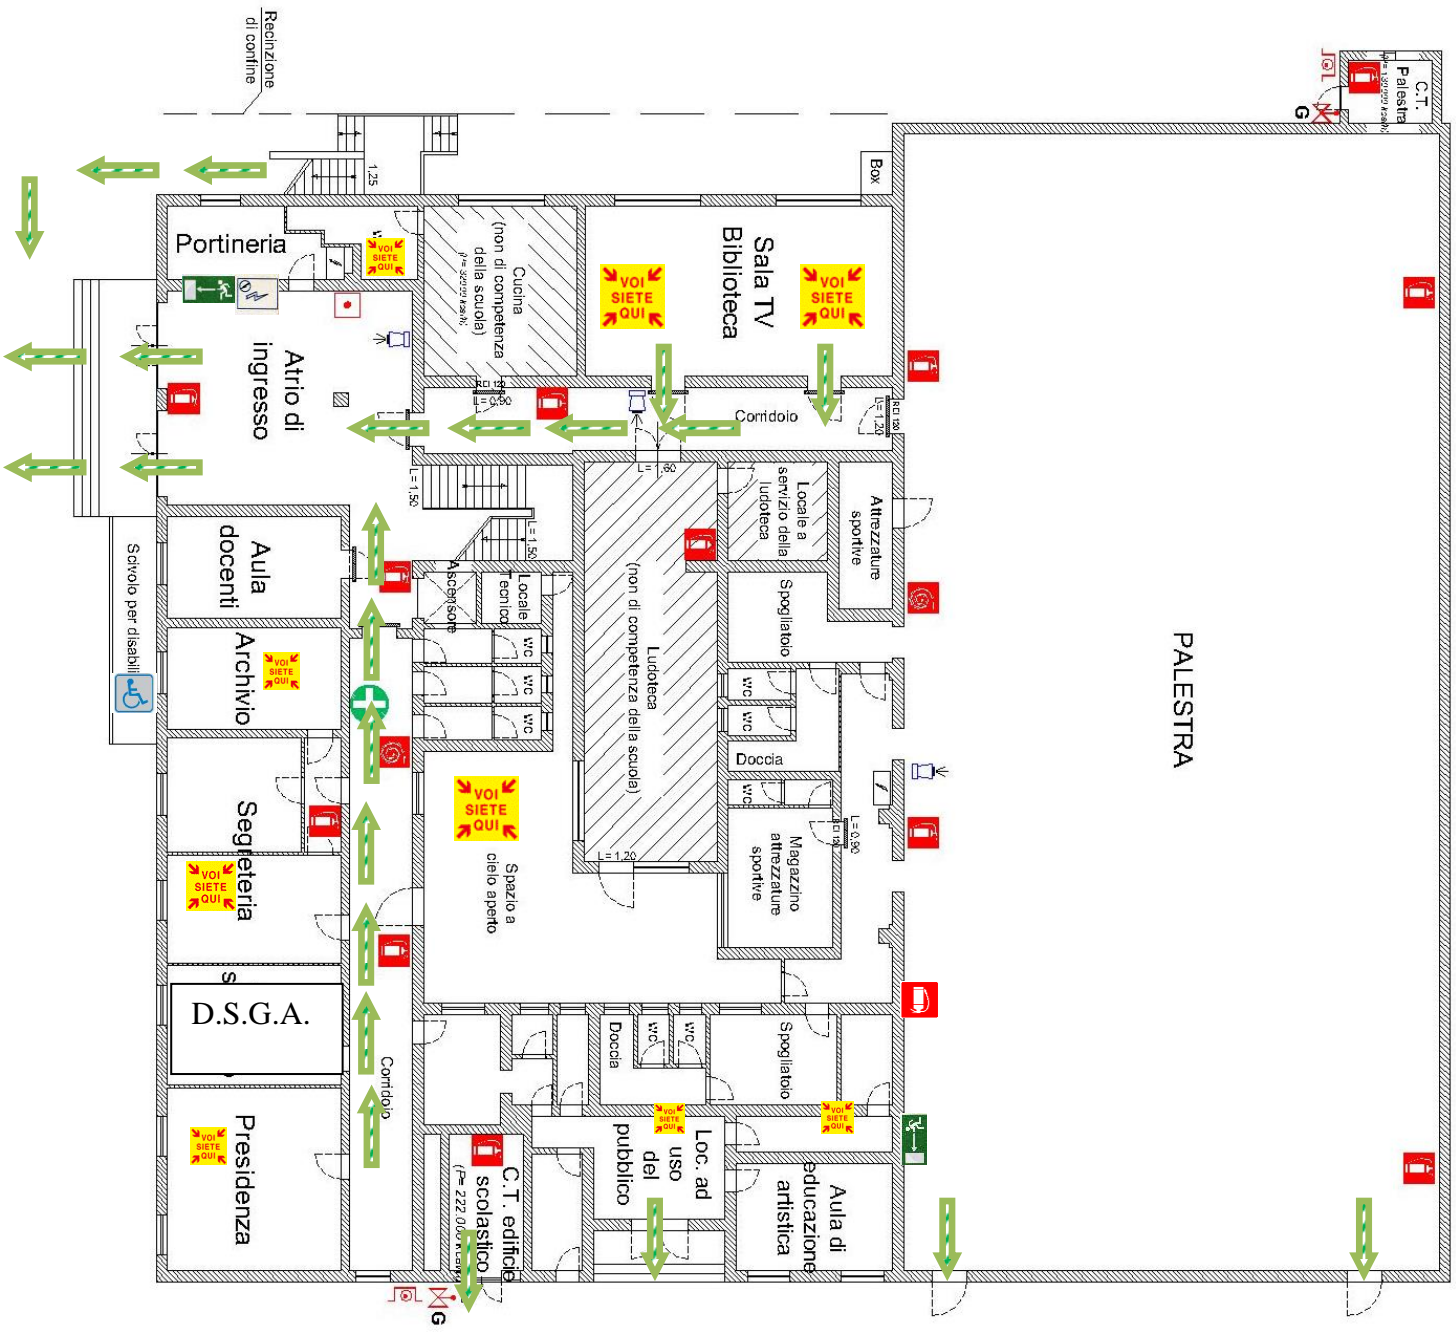 Recinzione
di confine
1,25
Box
C.T.
Palestra
G
Portineria
VOI
SIETE
QUI
Cucina
(non di competenza
della scuola)
Sala TV
Biblioteca
VOI
SIETE
QUI
VOI
SIETE
QUI
Atrio di
ingresso
REI 120
L= 0,90
Corridoio
L= 1,20
REI 120
L= 1,50
L= 1,60
L= 1,50
Locale a
servizio della
ludoteca
Attrezzature
sportive
Aula
docenti
Scivolo per disabili
Ascensore
Locale
Tecnico
Ludoteca
(non di competenza della scuola)
Spogliatoio
PALESTRA
Archivio
VOI
SIETE
QUI
WC
WC
WC
WC
WC
Doccia
WC
Segreteria
VOI
SIETE
QUI
VOI
SIETE
QUI
Spazio a
cielo aperto
L= 1,20
Magazzino
attrezzature
sportive
REI 120
L= 0,90
D.S.G.A.
Corridoio
Doccia
WC
WC
Spogliatoio
Presidenza
VOI
SIETE
QUI
VOI
SIETE
QUI
VOI
SIETE
QUI
C.T. edificio
scolastico
Loc. ad
uso
del
pubblico
Aula di
educazione
artistica
G